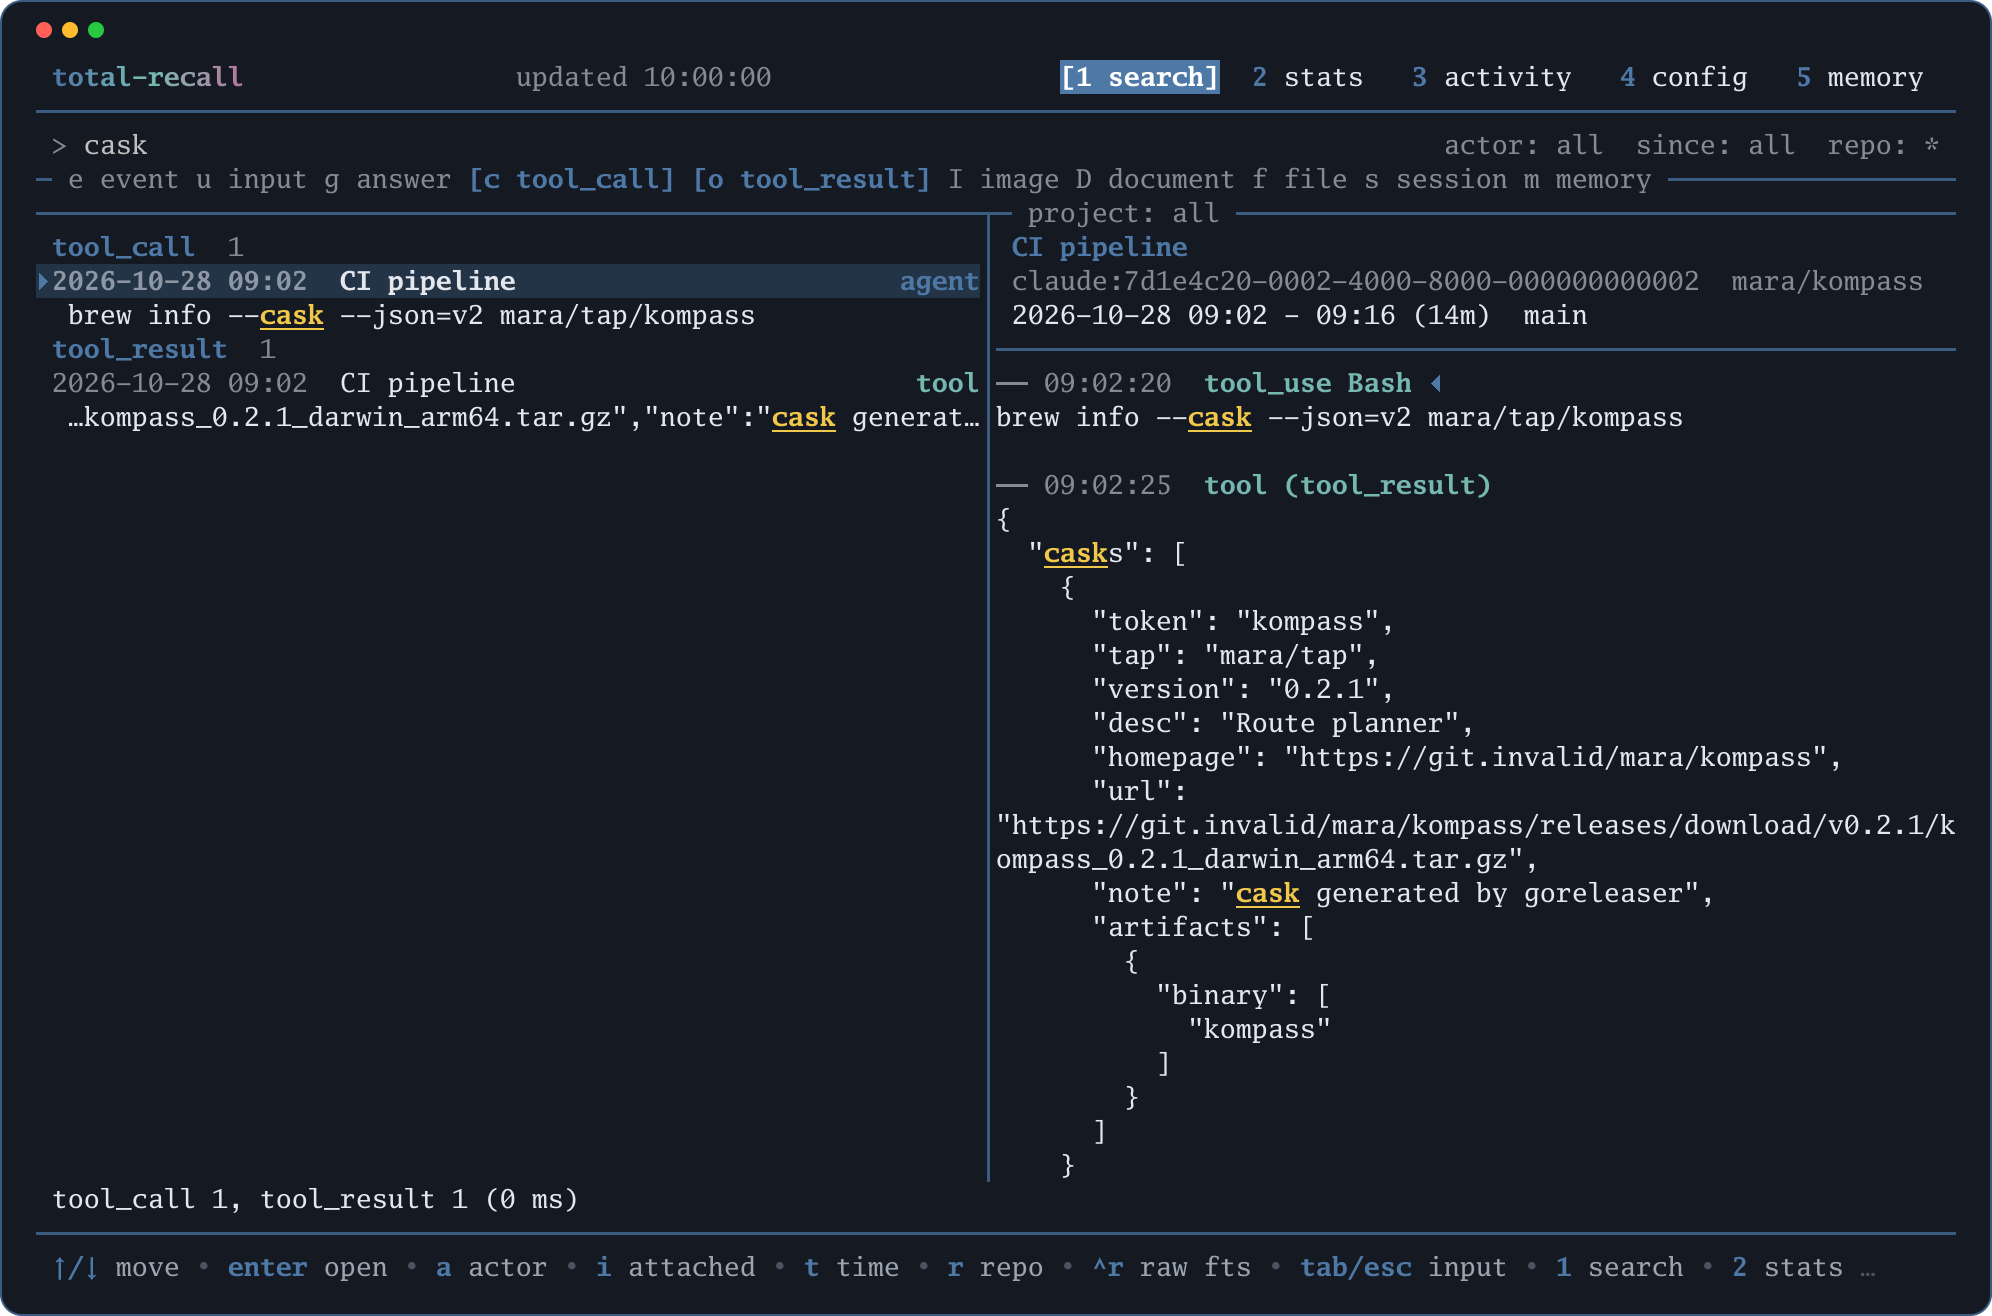 total-recall updated 10:00:00 [1 search] 2 stats 3 activity 4 config 5 memory
> cask actor: all since: all repo: *
e event u input g answer [c tool_call] [o tool_result] I image D document f file s session m memory
project: all
tool_call 1
2026-10-28 09:02 CI pipeline agent
brew info --cask --json=v2 mara/tap/kompass
tool_result 1
2026-10-28 09:02 CI pipeline tool
…kompass_0.2.1_darwin_arm64.tar.gz","note":"cask generat…
CI pipeline
claude:7d1e4c20-0002-4000-8000-000000000002 mara/kompass
2026-10-28 09:02 - 09:16 (14m) main
── 09:02:20 tool_use Bash
brew info --cask --json=v2 mara/tap/kompass
── 09:02:25 tool (tool_result)
{
"casks": [
{
"token": "kompass",
"tap": "mara/tap",
"version": "0.2.1",
"desc": "Route planner",
"homepage": "https://git.invalid/mara/kompass",
"url":
"https://git.invalid/mara/kompass/releases/download/v0.2.1/k
ompass_0.2.1_darwin_arm64.tar.gz",
"note": "cask generated by goreleaser",
"artifacts": [
{
"binary": [
"kompass"
]
}
]
}
tool_call 1, tool_result 1 (0 ms)
↑/↓ move • enter open • a actor • i attached • t time • r repo • ^r raw fts • tab/esc input • 1 search • 2 stats …